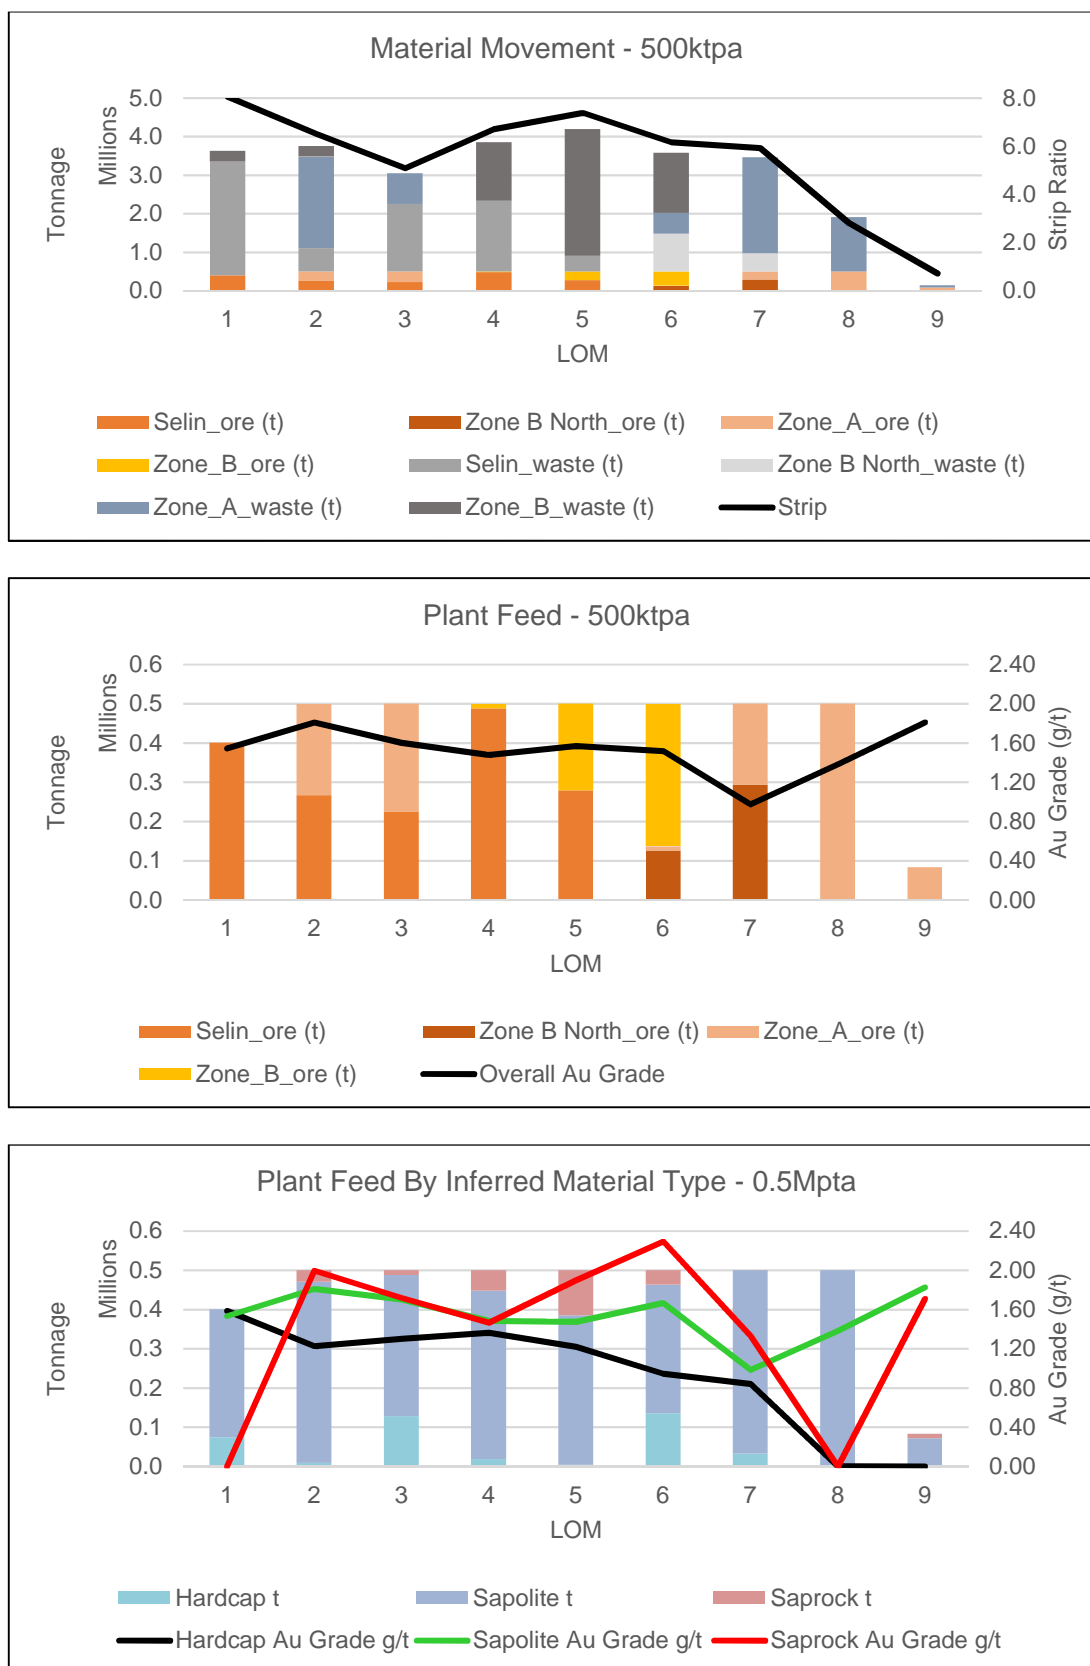 Material Movement - 500ktpa
Tonnage
Millions
5.0
4.0
3.0
2.0
1.0
0.0
8.0
6.0
4.0
2.0
0.0
Strip Ratio
1 2 3 4 5 6 7 8 9
LOM
Selin_ore (t) Zone B North_ore (t) Zone_A_ore (t)
Zone_B_ore (t) Selin_waste (t) Zone B North_waste (t)
Zone_A_waste (t) Zone_B_waste (t) Strip
Plant Feed - 500ktpa
Tonnage
Millions
0.6
0.5
0.4
0.3
0.2
0.1
0.0
2.40
2.00
1.60
1.20
0.80
0.40
0.00
Au Grade (g/t)
1 2 3 4 5 6 7 8 9
LOM
Selin_ore (t) Zone B North_ore (t) Zone_A_ore (t)
Zone_B_ore (t) Overall Au Grade
Plant Feed By Inferred Material Type - 0.5Mpta
Tonnage
Millions
0.6
0.5
0.4
0.3
0.2
0.1
0.0
2.40
2.00
1.60
1.20
0.80
0.40
0.00
Au Grade (g/t)
1 2 3 4 5 6 7 8 9
LOM
Hardcap t Sapolite t Saprock t
Hardcap Au Grade g/t Sapolite Au Grade g/t Saprock Au Grade g/t